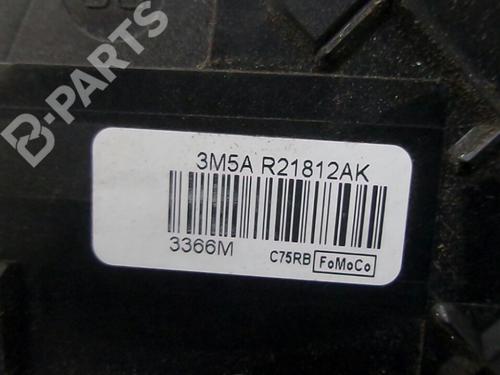 B-PARTS
3M5A R21812AK
3366M
C75RB FoMoCo